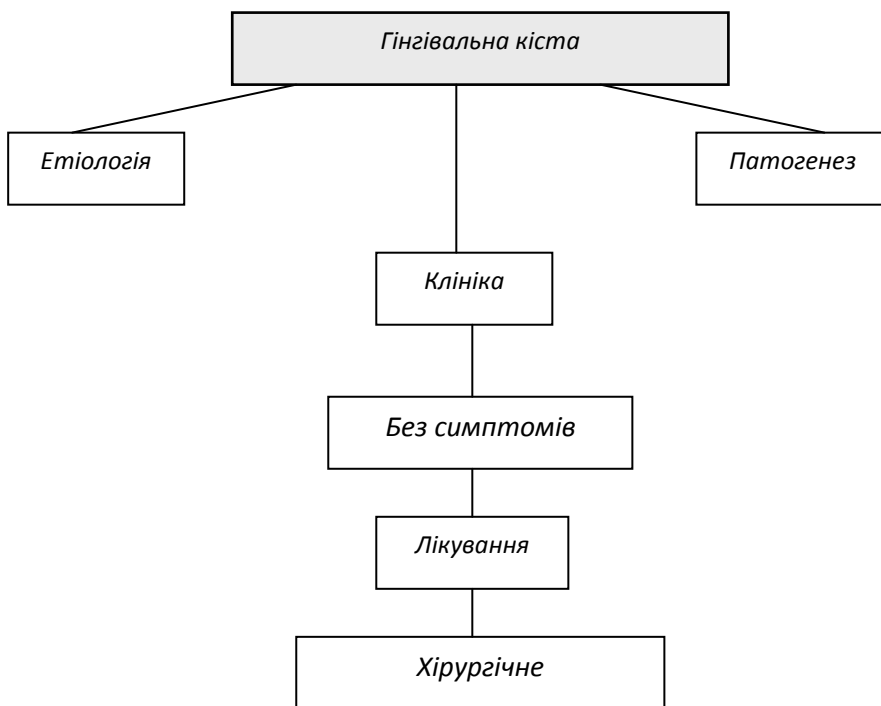 Гінгівальна кіста
Етіологія
Патогенез
Клініка
Без симптомів
Лікування
Хірургічне